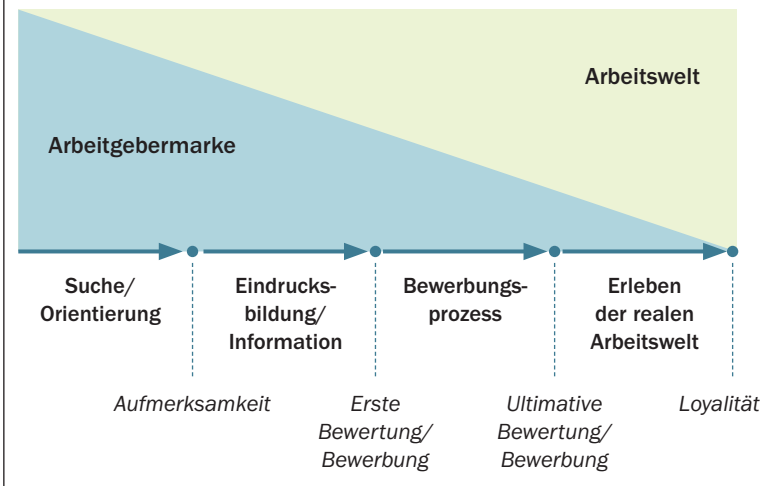 Arbeitswelt
Arbeitgebermarke
Suche/
Orientierung
Eindrucks-
bildung/
Information
Bewerbungs-
prozess
Erleben
der realen
Arbeitswelt
Aufmerksamkeit
Erste
Bewertung/
Bewerbung
Ultimative
Bewertung/
Bewerbung
Loyalität